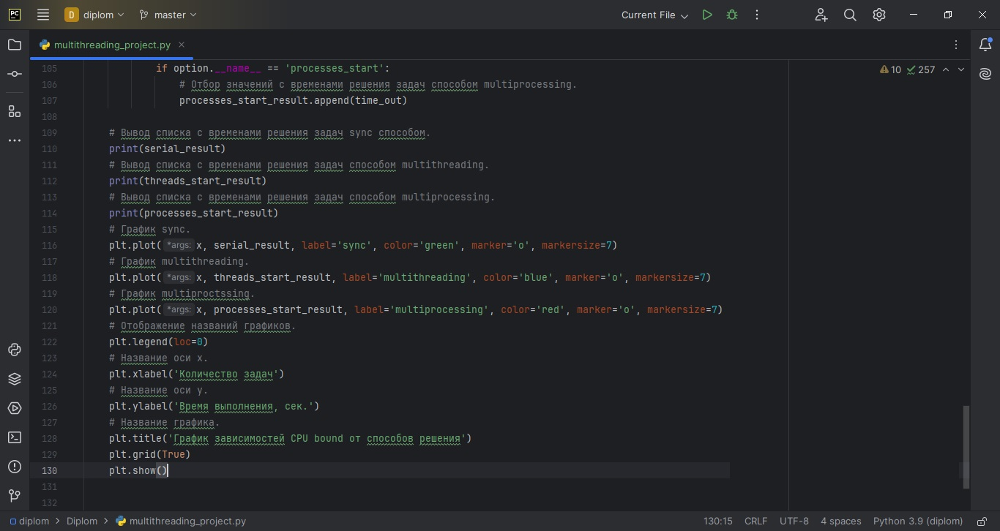 PC
D diplom master Current File
multithreading_project.py
10 257
105 if option.__name__ == 'processes_start':
106 # Отбор значений с временами решения задач способом multiprocessing.
107 processes_start_result.append(time_out)
108
109 # Вывод списка с временами решения задач sync способом.
110 print(serial_result)
111 # Вывод списка с временами решения задач способом multithreading.
112 print(threads_start_result)
113 # Вывод списка с временами решения задач способом multiprocessing.
114 print(processes_start_result)
115 # График sync.
116 plt.plot( *args: x, serial_result, label='sync', color='green', marker='o', markersize=7)
117 # График multithreading.
118 plt.plot( *args: x, threads_start_result, label='multithreading', color='blue', marker='o', markersize=7)
119 # График multiproctssing.
120 plt.plot( *args: x, processes_start_result, label='multiprocessing', color='red', marker='o', markersize=7)
121 # Отображение названий графиков.
122 plt.legend(loc=0)
123 # Название оси x.
124 plt.xlabel('Количество задач')
125 # Название оси y.
126 plt.ylabel('Время выполнения, сек.')
127 # Название графика.
128 plt.title('График зависимостей CPU bound от способов решения')
129 plt.grid(True)
130 plt.show()
131
132
diplom > Diplom > multithreading_project.py 130:15 CRLF UTF-8 4 spaces Python 3.9 (diplom)